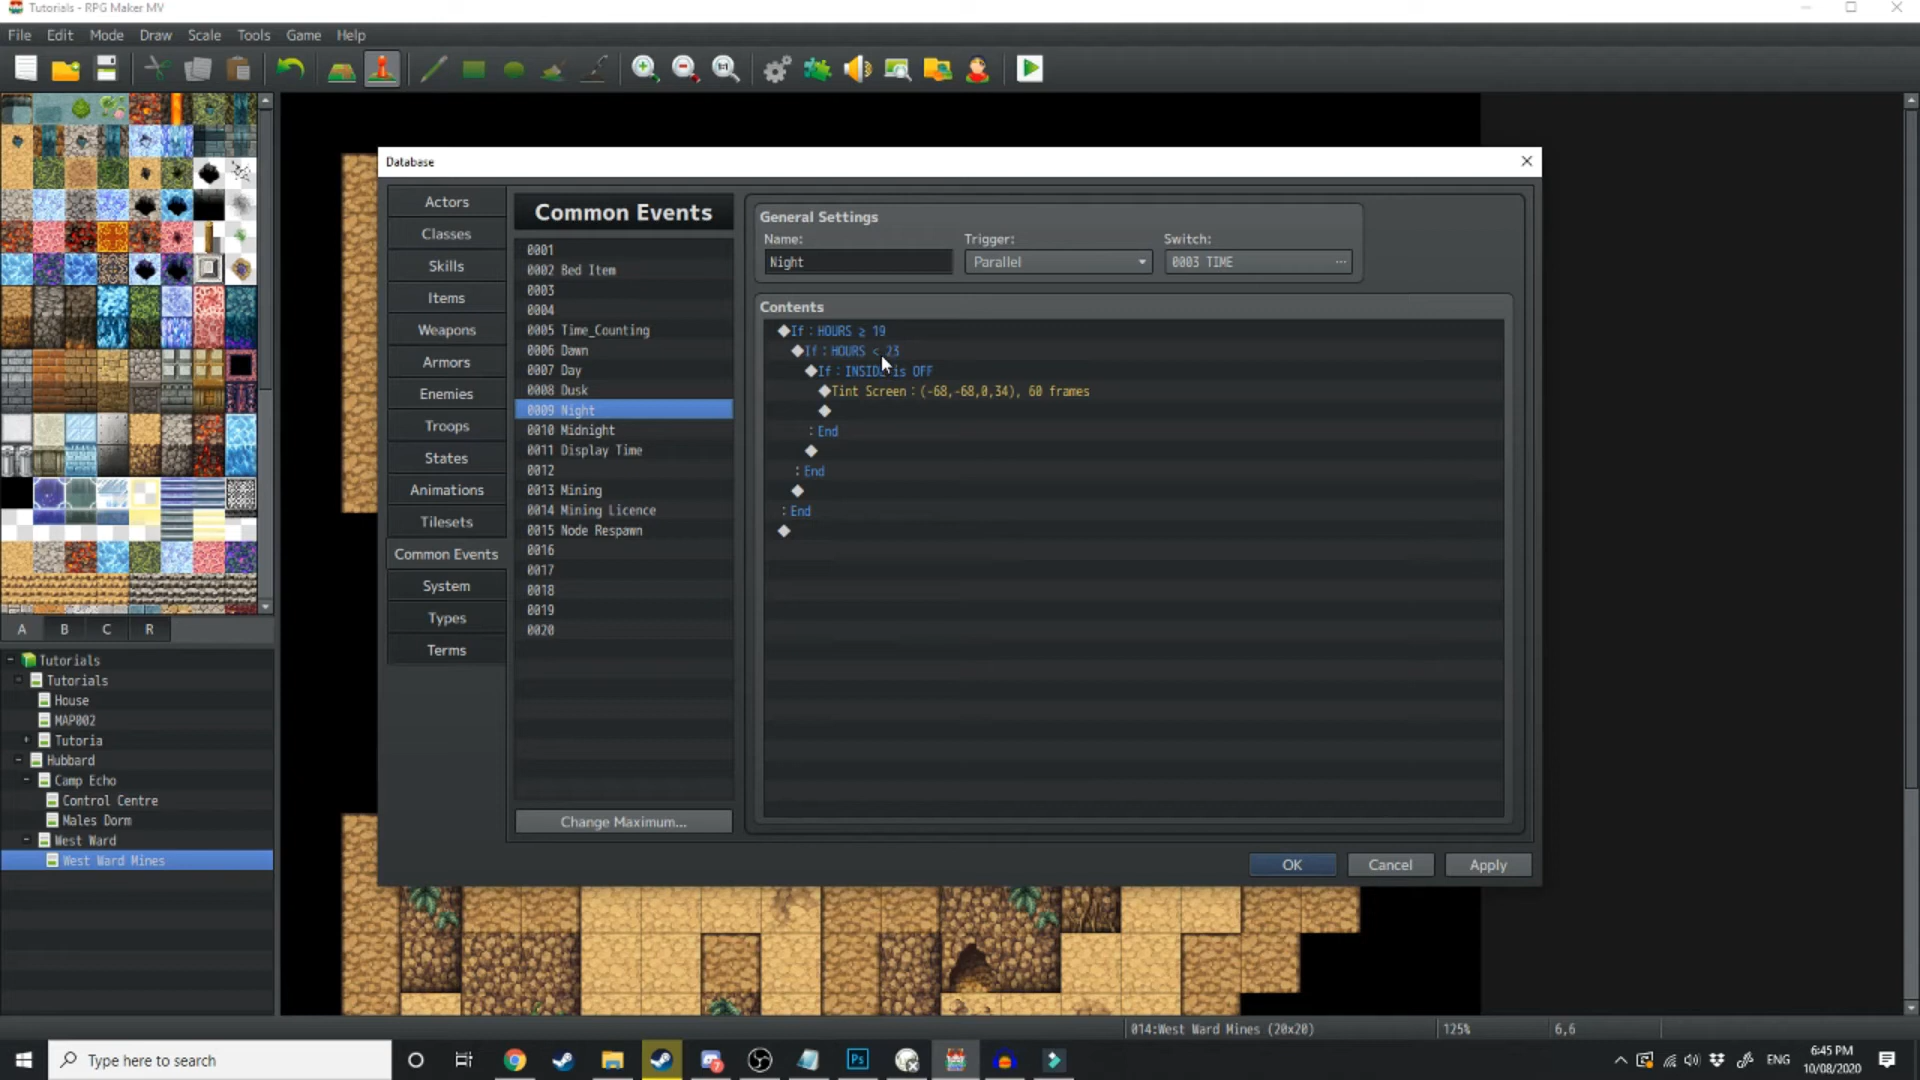 Tutorials - RPG Maker MV
File Edit Mode Draw Scale Tools Game Help
Database
Actors
Classes
Skills
Items
Weapons
Armors
Enemies
Troops
States
Animations
Tilesets
Common Events
System
Types
Terms
Common Events
0001
0002 Bed Item
0003
0004
0005 Time_Counting
0006 Dawn
0007 Day
0008 Dusk
0009 Night
0010 Midnight
0011 Display Time
0012
0013 Mining
0014 Mining Licence
0015 Node Respawn
0016
0017
0018
0019
0020
Change Maximum...
General Settings
Name: Trigger: Switch:
Night Parallel 0003 TIME ...
Contents
◆If : HOURS ≥ 19
◆If : HOURS < 23
◆If : INSIDE is OFF
◆Tint Screen : (-68,-68,0,34), 60 frames
◆
: End
◆
: End
◆
: End
◆
OK Cancel Apply
A B C R
Tutorials
Tutorials
House
MAP002
Tutoria
Hubbard
Camp Echo
Control Centre
Males Dorm
West Ward
West Ward Mines
014:West Ward Mines (20x20) 125% 6,6
Type here to search
Ps
ENG
6:45 PM
10/08/2020